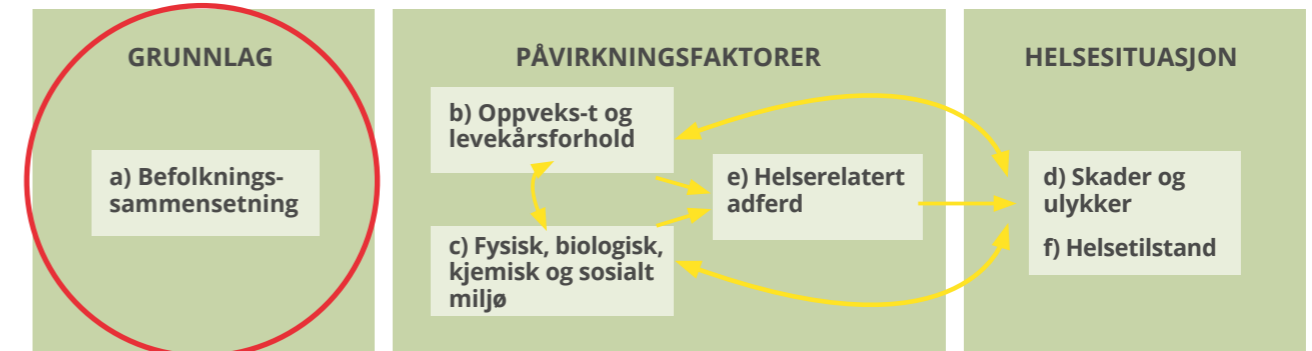 GRUNNLAG
a) Befolknings-
sammensetning
PÅVIRKNINGSFAKTORER
b) Oppveks-t og
levekårsforhold
c) Fysisk, biologisk,
kjemisk og sosialt
miljø
e) Helserelatert
adferd
HELSESITUASJON
d) Skader og
ulykker
f) Helsetilstand